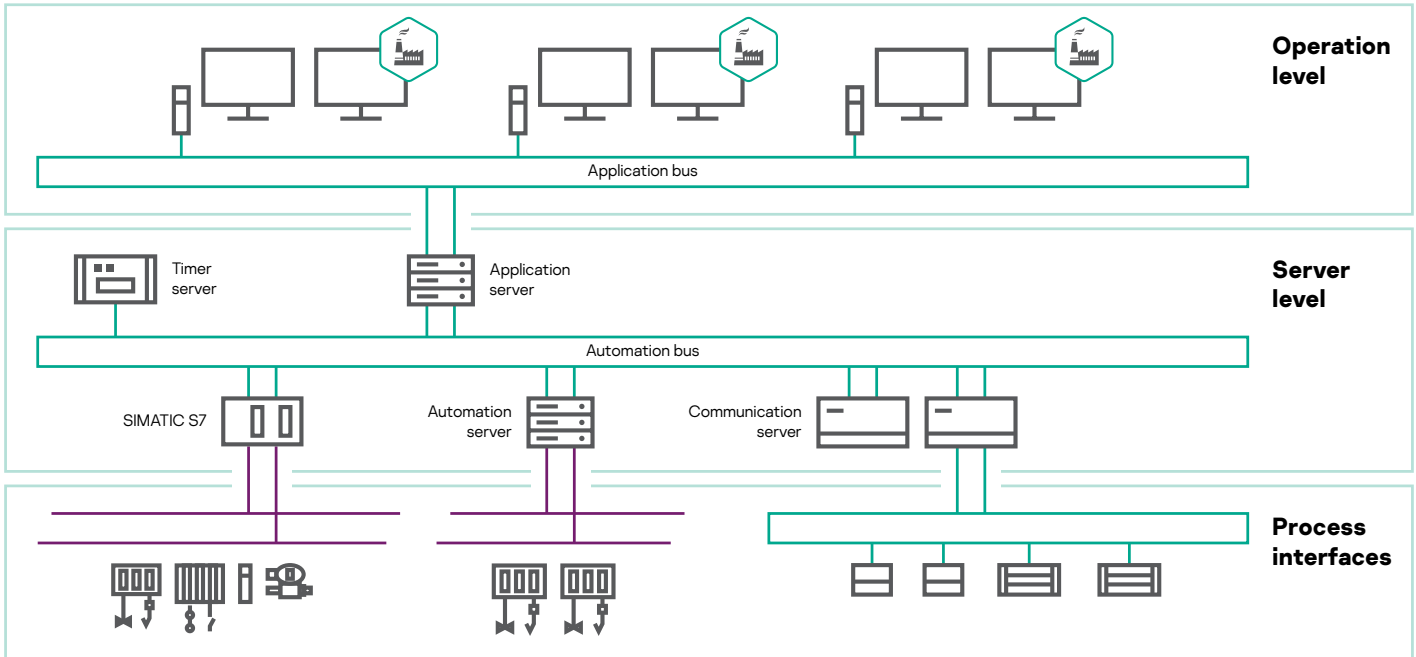 Operation
level
Application bus
Timer
server
Application
server
Server
level
Automation bus
SIMATIC S7
Automation
server
Communication
server
Process
interfaces